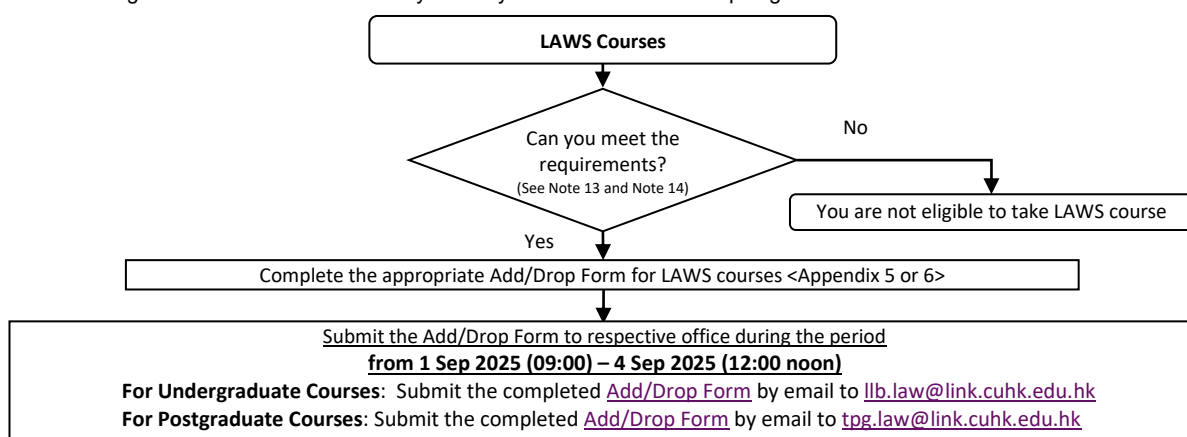 LAWS Courses
Can you meet the
requirements?
(See Note 13 and Note 14)
No
You are not eligible to take LAWS course
Yes
Complete the appropriate Add/Drop Form for LAWS courses <Appendix 5 or 6>
Submit the Add/Drop Form to respective office during the period
from 1 Sep 2025 (09:00) – 4 Sep 2025 (12:00 noon)
For Undergraduate Courses: Submit the completed Add/Drop Form by email to llb.law@link.cuhk.edu.hk
For Postgraduate Courses: Submit the completed Add/Drop Form by email to tpg.law@link.cuhk.edu.hk